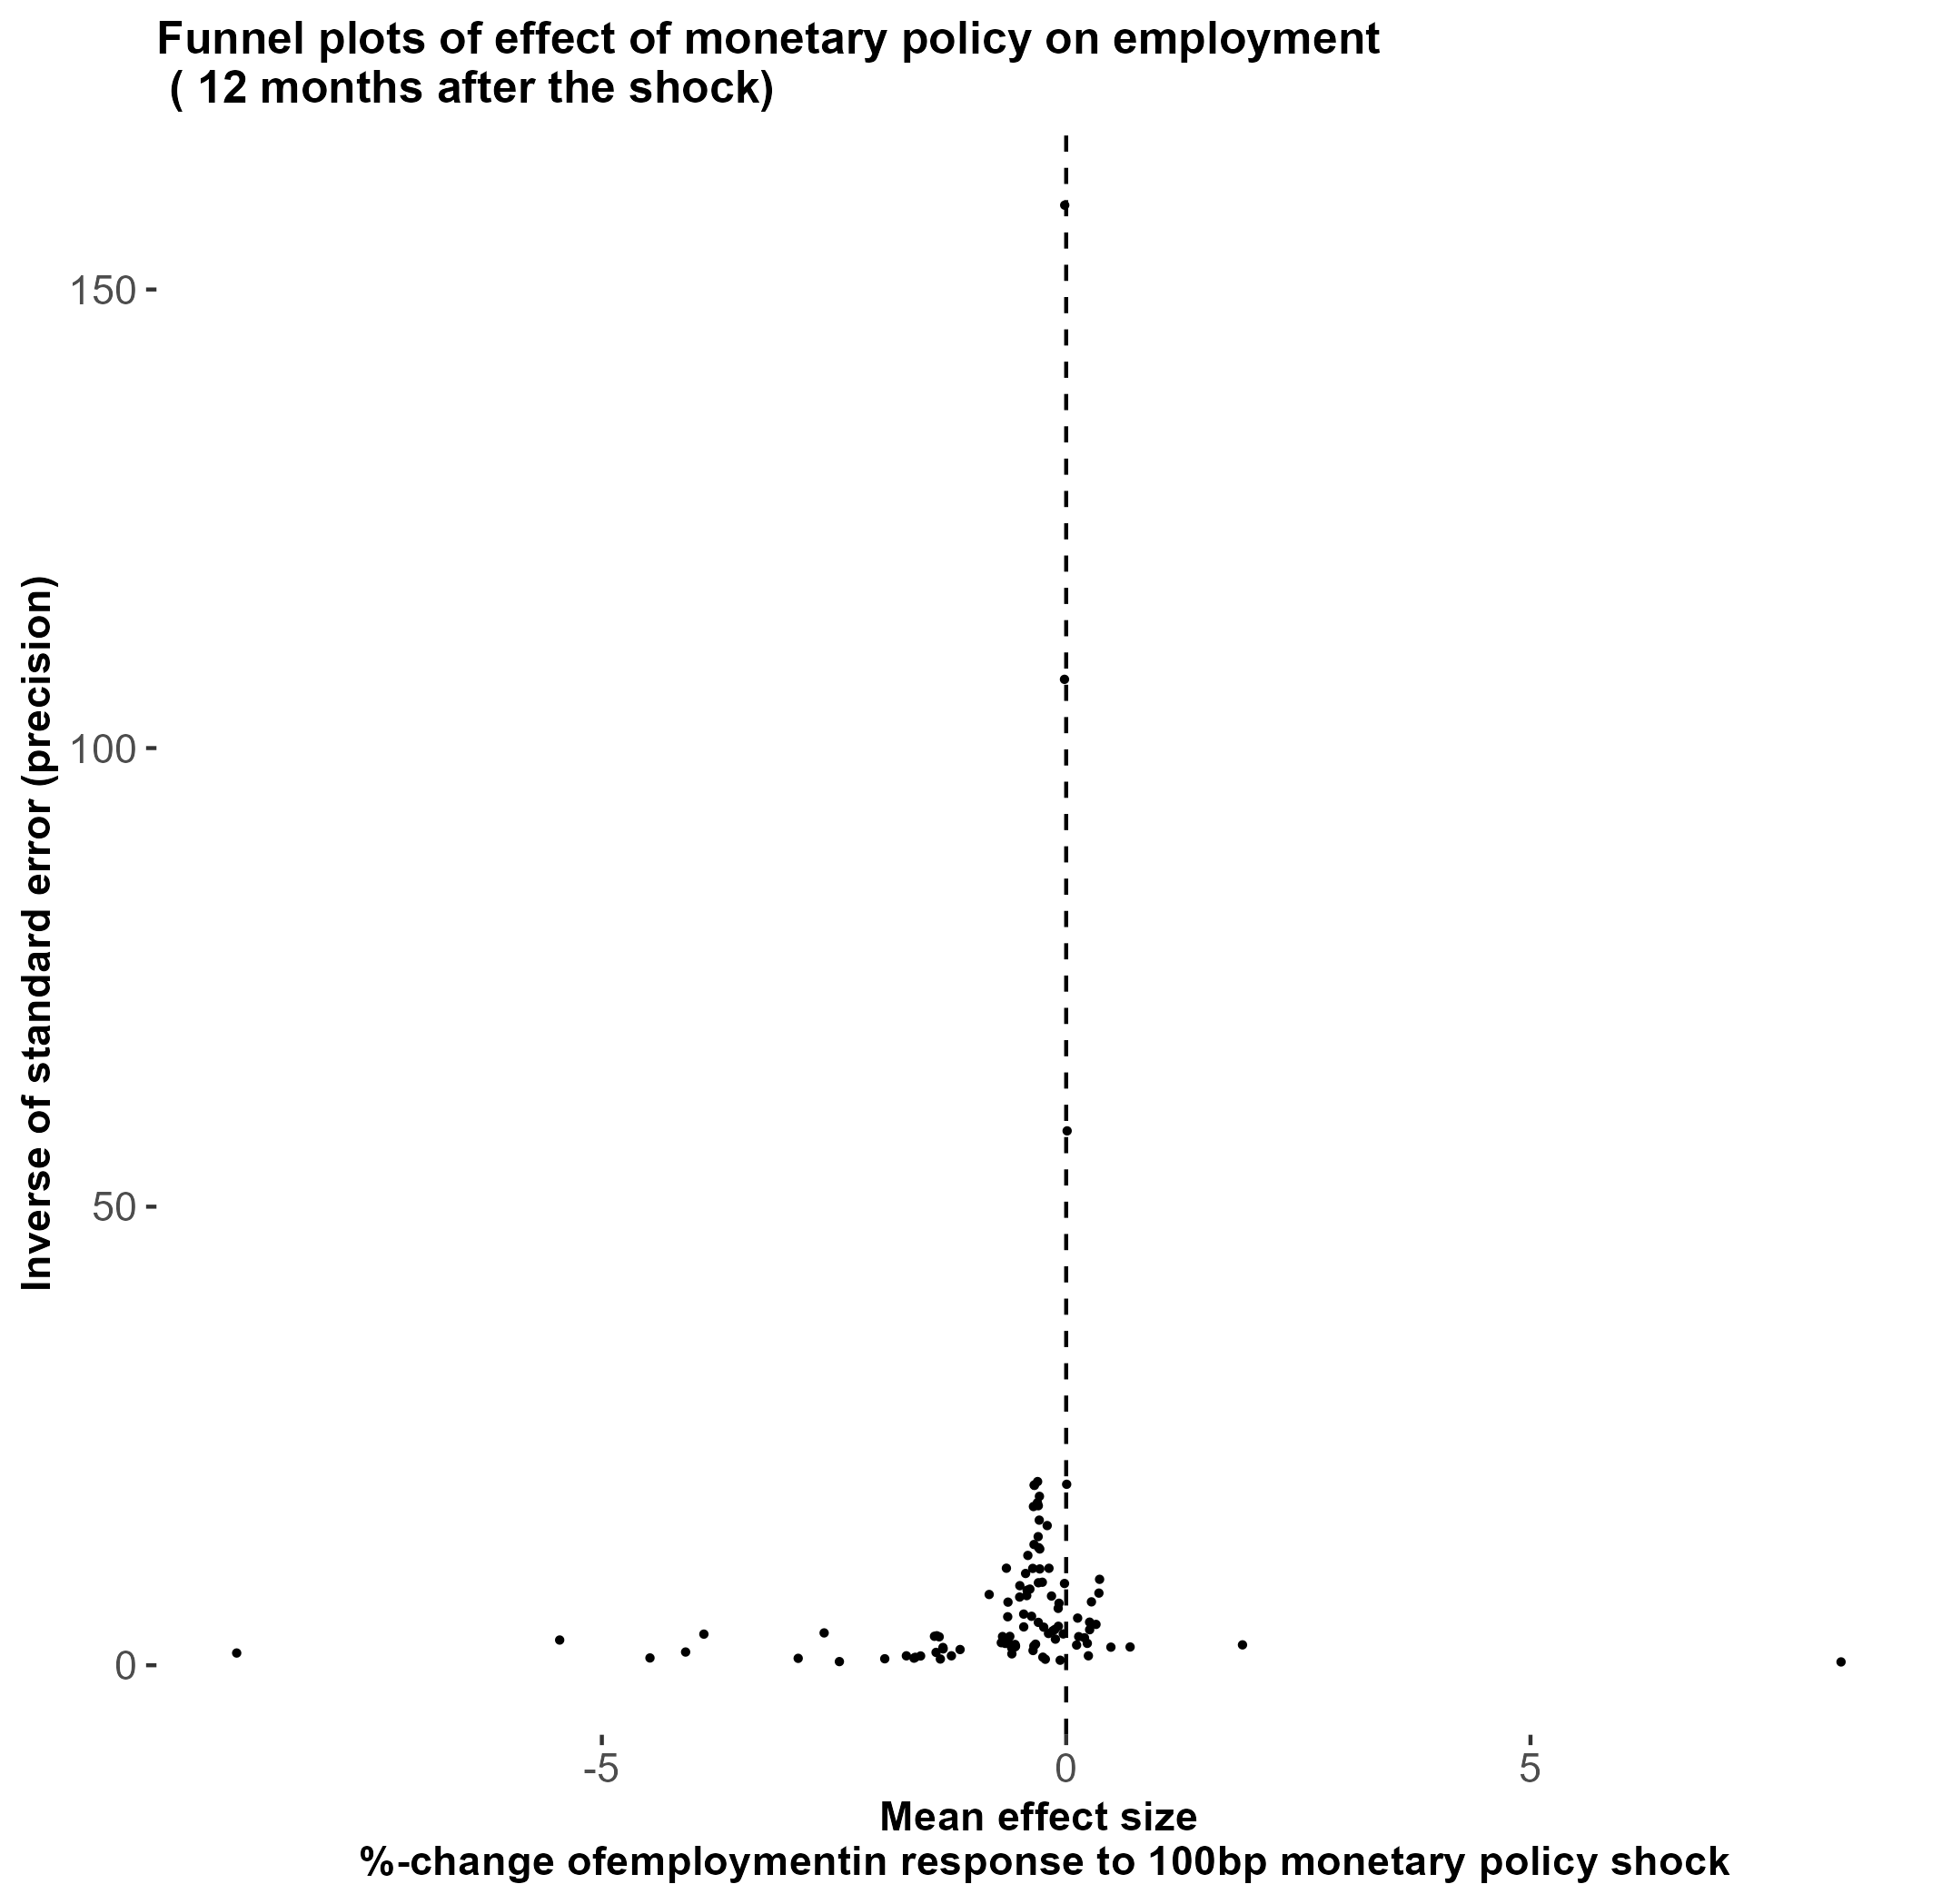 Funnel plots of effect of monetary policy on employment
( 12 months after the shock)
Inverse of standard error (precision)
150
100
50
0
-5
0
5
Mean effect size
%-change ofemploymentin response to 100bp monetary policy shock